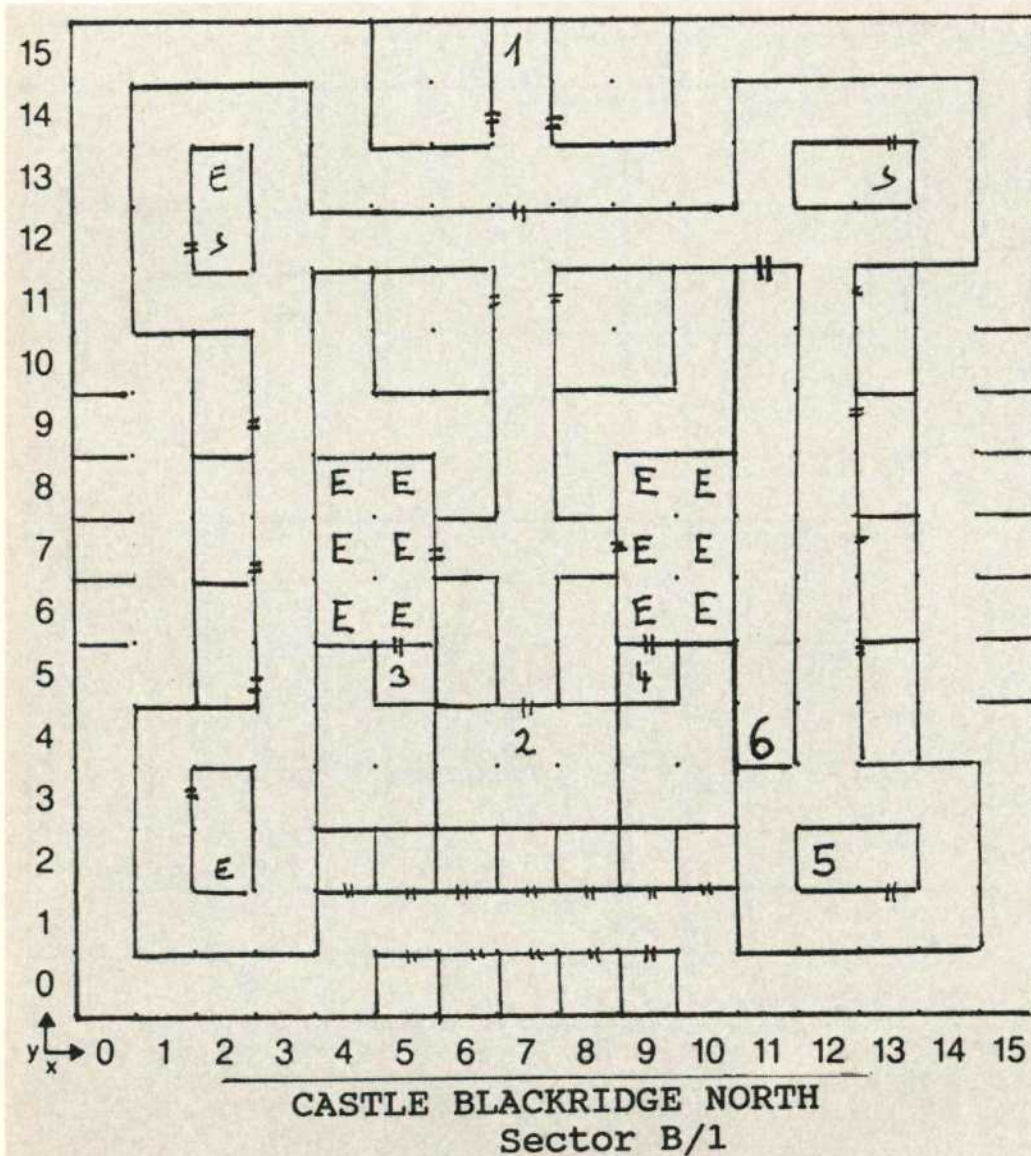 15 1
14
13 E S
12 S
11
10
9
8 E E E E
7 E E E E
6 E E E E
5 3 4
4 2 6
3
2 E 5
1
0
y x 0 1 2 3 4 5 6 7 8 9 10 11 12 13 14 15
CASTLE BLACKRIDGE NORTH
Sector B/1